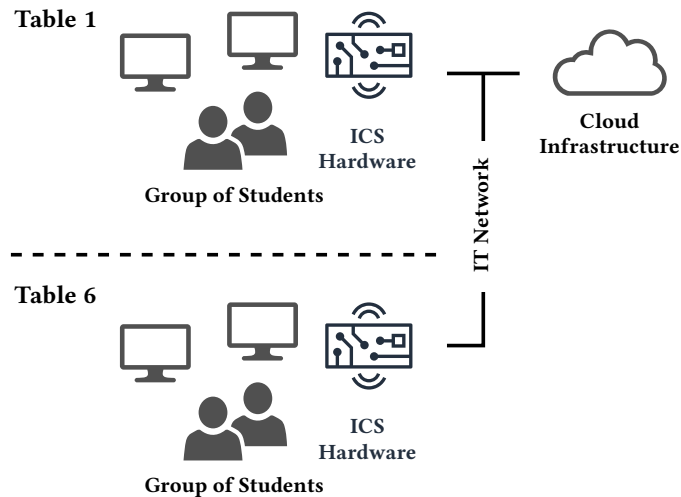 Table 1
ICS
Hardware
Group of Students
Cloud
Infrastructure
IT Network
Table 6
ICS
Hardware
Group of Students